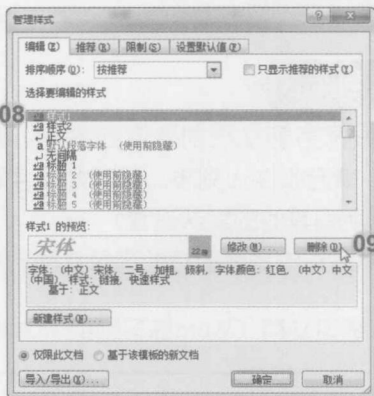 管理样式
编辑(E) 推荐(R) 限制(S) 设置默认值(F)
排序顺序(O): 按推荐 只显示推荐的样式(Y)
选择要编辑的样式
08
样式1
样式2
正文
a 默认段落字体 (使用前隐藏)
无间隔
标题 1
标题 2 (使用前隐藏)
标题 3 (使用前隐藏)
标题 4 (使用前隐藏)
标题 5 (使用前隐藏)
样式1 的预览:
宋体 22磅 修改(M)... 删除(D) 09
字体: (中文) 宋体, 二号, 加粗, 倾斜, 字体颜色: 红色, (中文) 中文
(中国), 样式: 链接, 快速样式
基于: 正文
新建样式(N)...
仅限此文档 基于该模板的新文档
导入/导出(X)... 确定 取消